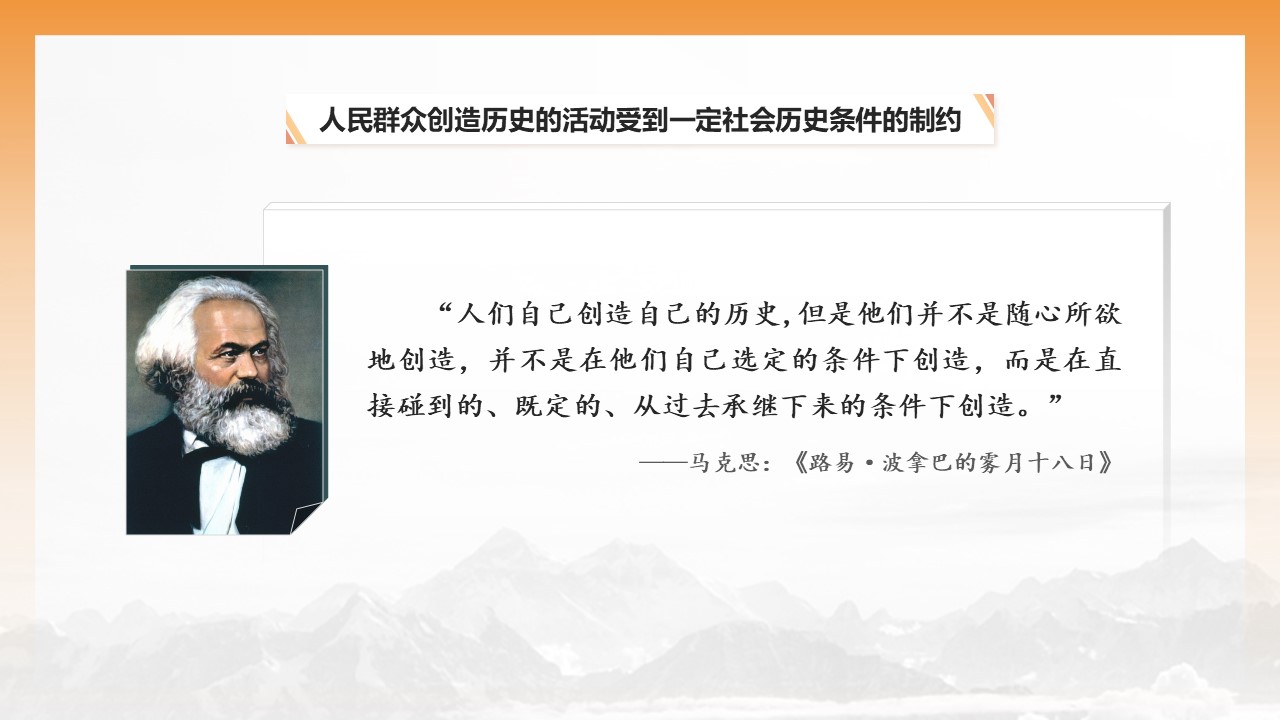 人民群众创造历史的活动受到一定社会历史条件的制约
“人们自己创造自己的历史,但是他们并不是随心所欲
地创造，并不是在他们自己选定的条件下创造，而是在直
接碰到的、既定的、从过去承继下来的条件下创造。”
——马克思：《路易·波拿巴的雾月十八日》